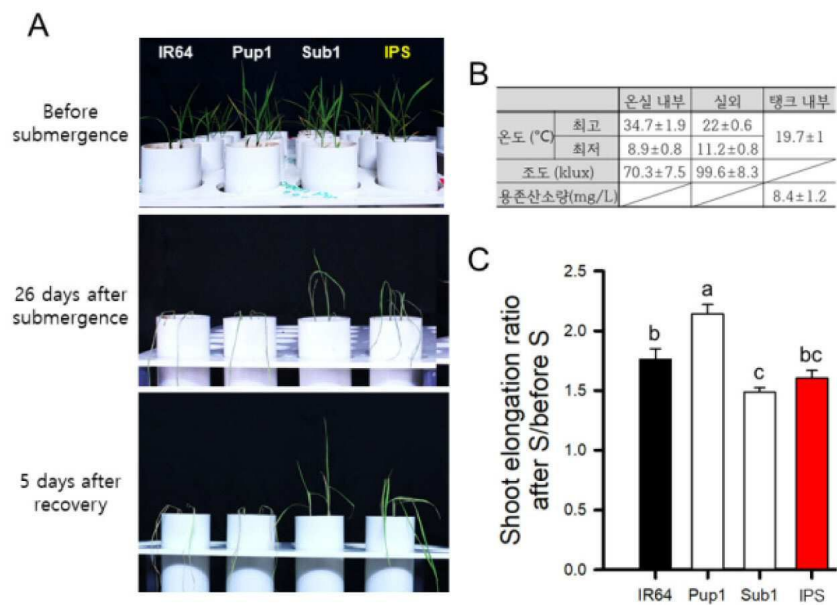 A
IR64 Pup1 Sub1 IPS
Before
submergence
26 days after
submergence
5 days after
recovery
B
온실 내부 실외 탱크 내부
온도 (℃) 최고 34.7±1.9 22±0.6 19.7±1
최저 8.9±0.8 11.2±0.8
조도 (klux) 70.3±7.5 99.6±8.3
용존산소량(mg/L) 8.4±1.2
C
Shoot elongation ratio
after S/before S
2.5
2.0
1.5
1.0
0.5
0.0
b
a
c
bc
IR64 Pup1 Sub1 IPS